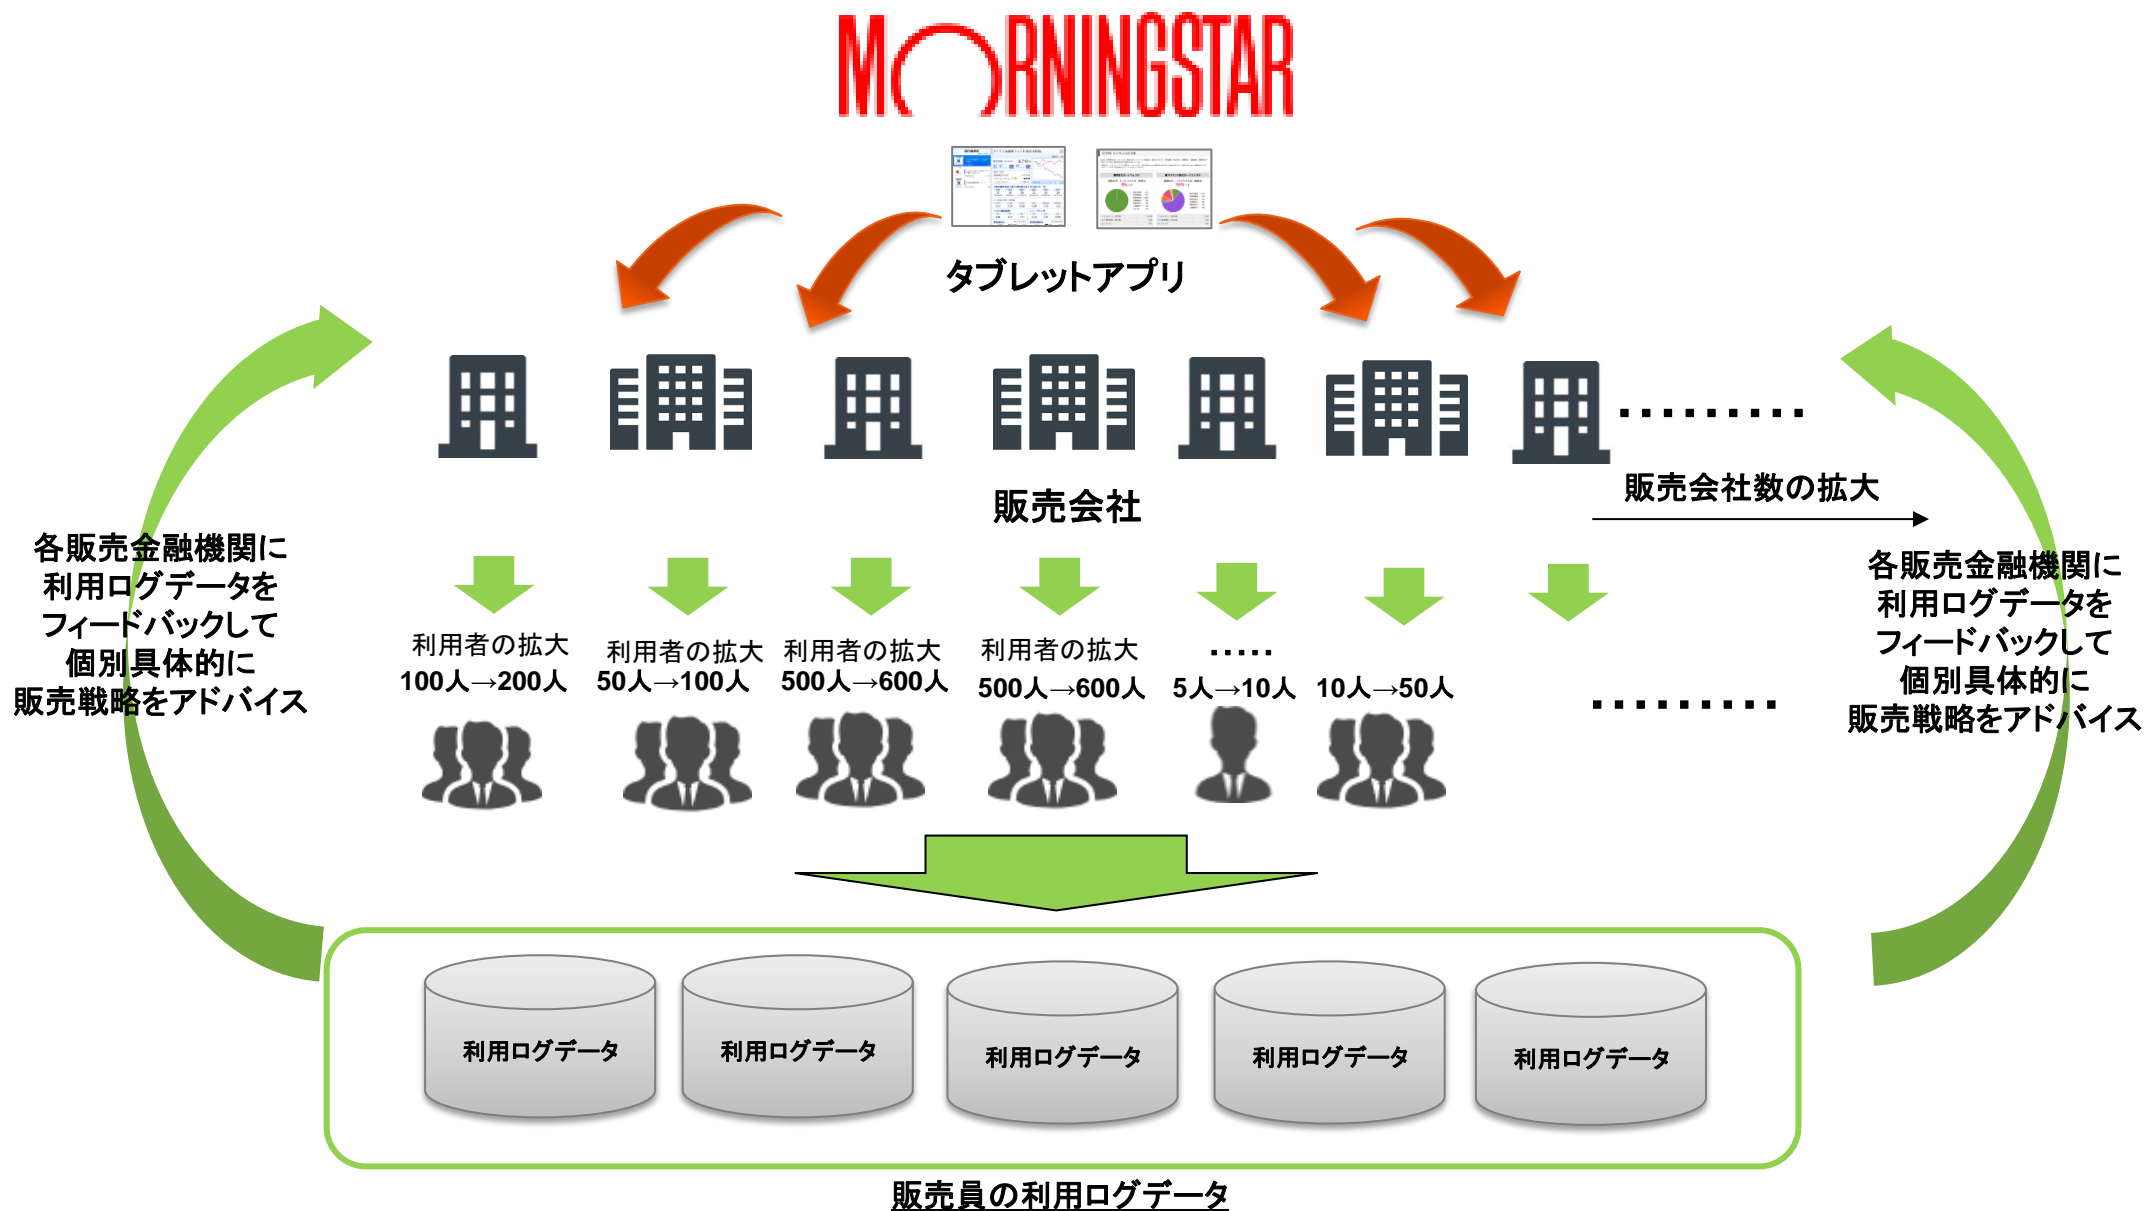 MORNINGSTAR
タブレットアプリ
販売会社
販売会社数の拡大
各販売金融機関に
利用ログデータを
フィードバックして
個別具体的に
販売戦略をアドバイス
各販売金融機関に
利用ログデータを
フィードバックして
個別具体的に
販売戦略をアドバイス
利用者の拡大
100人→200人
利用者の拡大
50人→100人
利用者の拡大
500人→600人
利用者の拡大
500人→600人
5人→10人
10人→50人
利用ログデータ
利用ログデータ
利用ログデータ
利用ログデータ
利用ログデータ
販売員の利用ログデータ